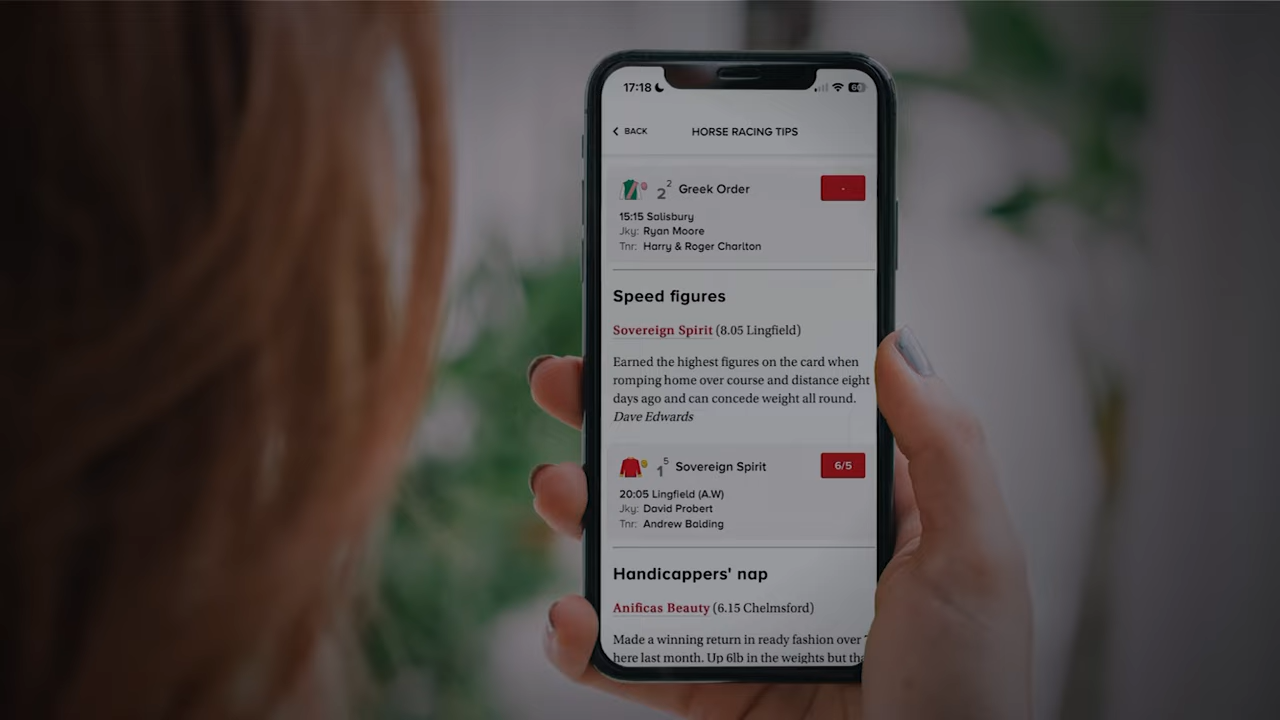 17:18
60
BACK
HORSE RACING TIPS
2 2 Greek Order
-
15:15 Salisbury
Jky: Ryan Moore
Tnr: Harry & Roger Charlton
Speed figures
Sovereign Spirit (8.05 Lingfield)
Earned the highest figures on the card when
romping home over course and distance eight
days ago and can concede weight all round.
Dave Edwards
1 5 Sovereign Spirit
6/5
20:05 Lingfield (A.W)
Jky: David Probert
Tnr: Andrew Balding
Handicappers' nap
Anificas Beauty (6.15 Chelmsford)
Made a winning return in ready fashion over 7
here last month. Up 6lb in the weights but tha